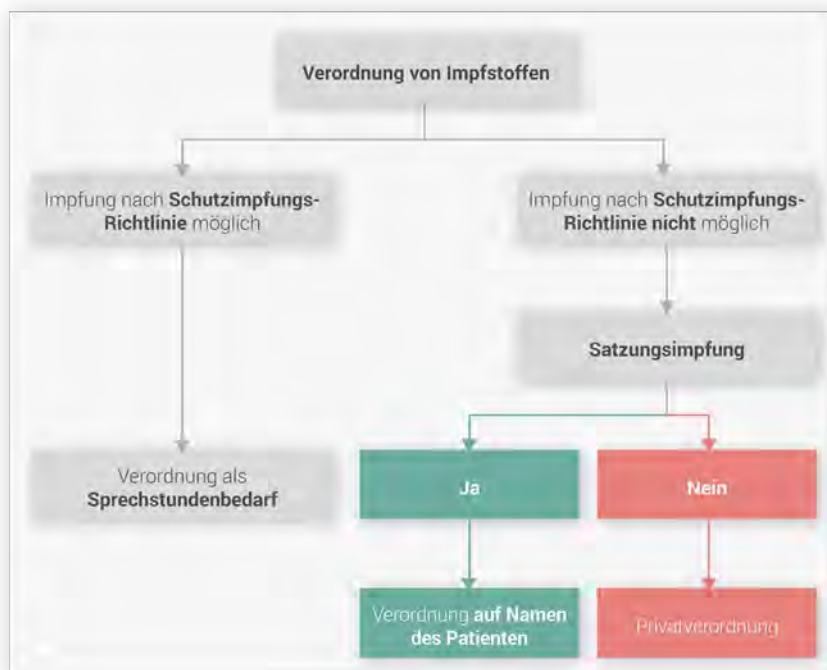 Verordnung von Impfstoffen
Impfung nach Schutzimpfungs-
Richtlinie möglich
Impfung nach Schutzimpfungs-
Richtlinie nicht möglich
Satzungsimpfung
Verordnung als
Sprechstundenbedarf
Ja
Nein
Verordnung auf Namen
des Patienten
Privatverordnung